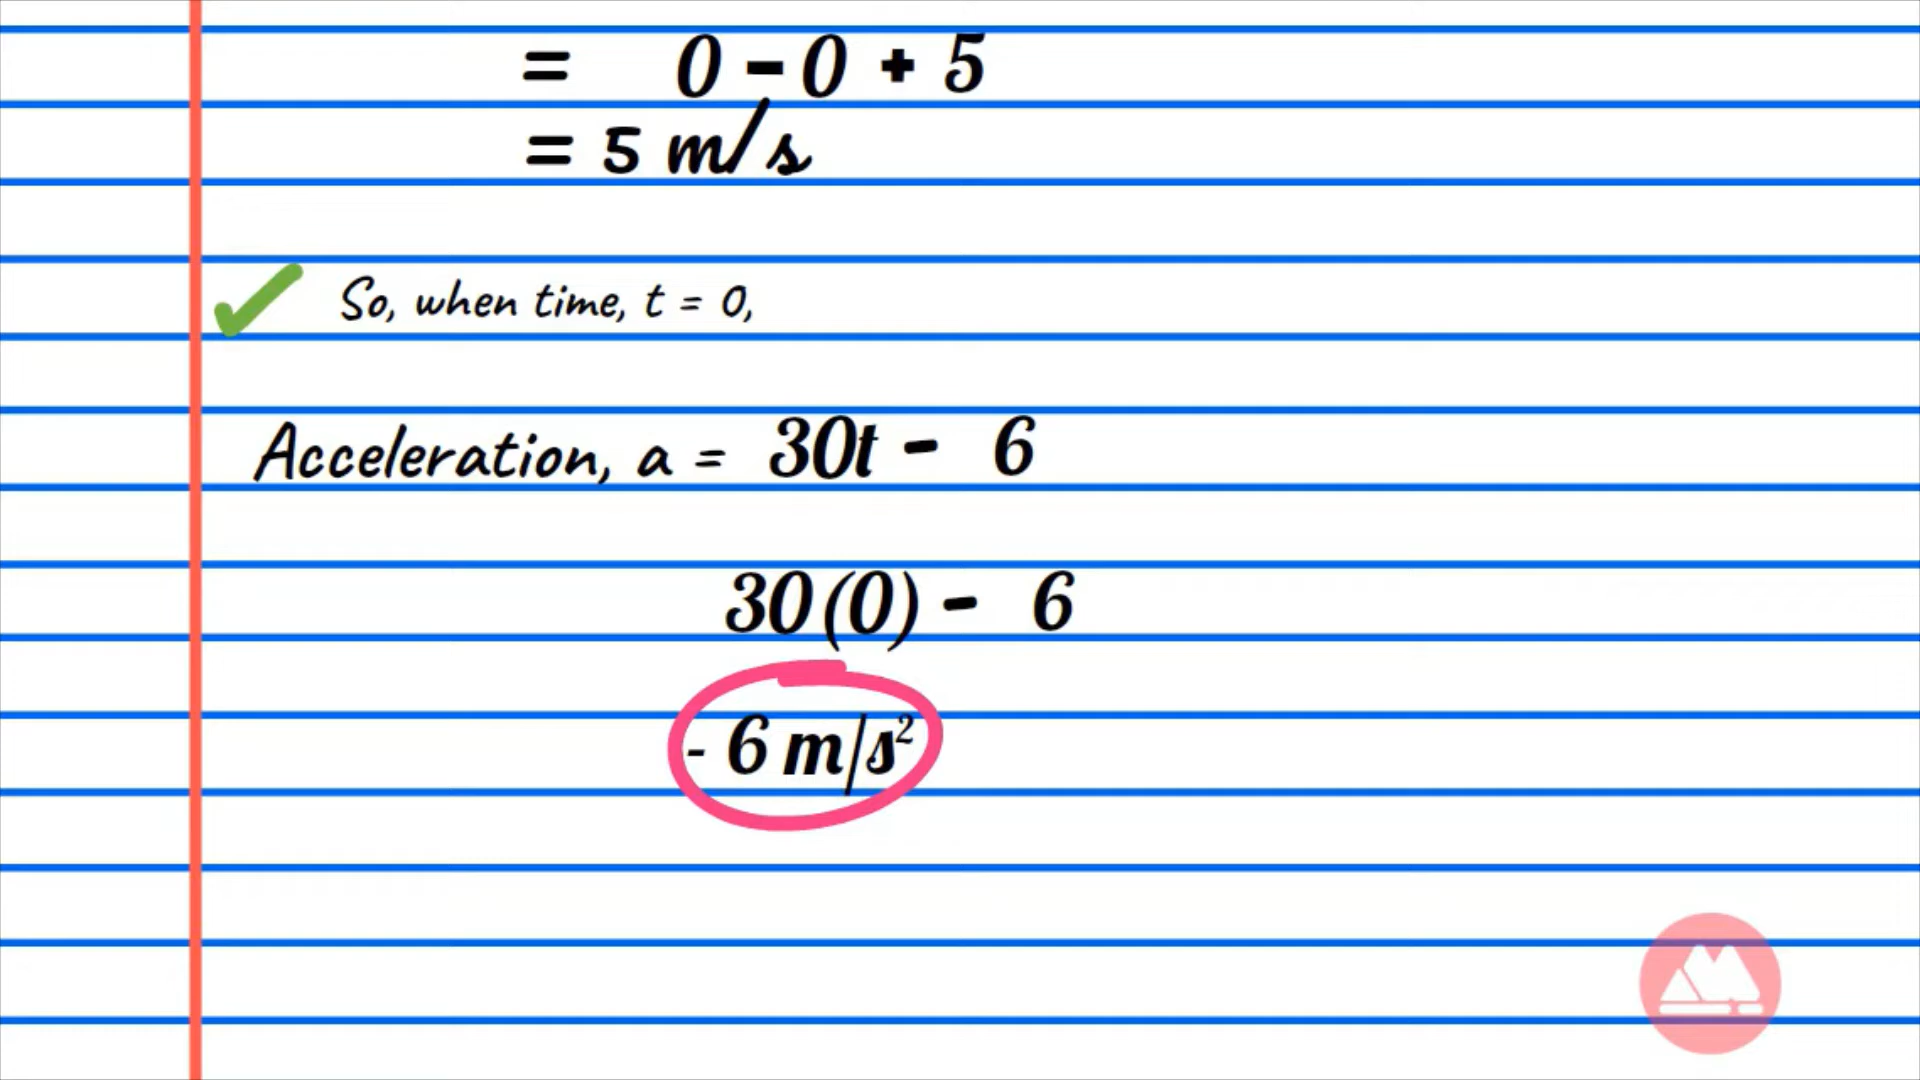 = 0 - 0 + 5
= 5 m/s
So, when time, t = 0,
Acceleration, a = 30t - 6
30(0) - 6
- 6 m/s²